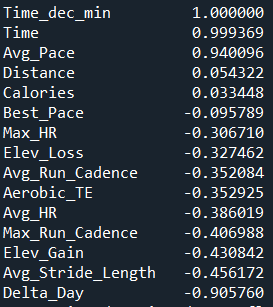 Time_dec_min 1.000000
Time 0.999369
Avg_Pace 0.940096
Distance 0.054322
Calories 0.033448
Best_Pace -0.095789
Max_HR -0.306710
Elev_Loss -0.327462
Avg_Run_Cadence -0.352084
Aerobic_TE -0.352925
Avg_HR -0.386019
Max_Run_Cadence -0.406988
Elev_Gain -0.430842
Avg_Stride_Length -0.456172
Delta_Day -0.905760